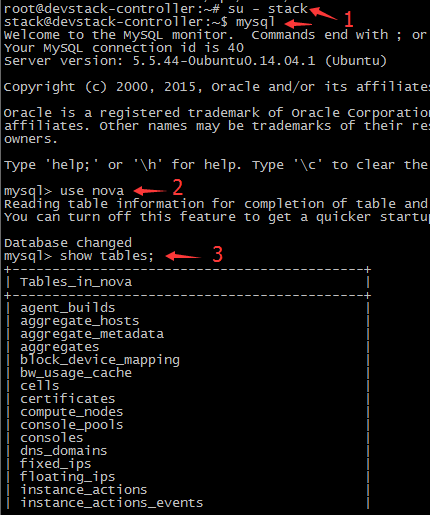 root@devstack-controller:~# su - stack
stack@devstack-controller:~$ mysql
1
Welcome to the MySQL monitor.  Commands end with ; or
Your MySQL connection id is 40
Server version: 5.5.44-0ubuntu0.14.04.1 (Ubuntu)
Copyright (c) 2000, 2015, Oracle and/or its affiliates
Oracle is a registered trademark of Oracle Corporation
affiliates. Other names may be trademarks of their res
owners.
Type 'help;' or '\h' for help. Type '\c' to clear the
mysql> use nova
2
Reading table information for completion of table and
You can turn off this feature to get a quicker startup
Database changed
mysql> show tables;
3
+-------------------------------------------+
| Tables_in_nova                            |
+-------------------------------------------+
| agent_builds                              |
| aggregate_hosts                           |
| aggregate_metadata                        |
| aggregates                                |
| block_device_mapping                      |
| bw_usage_cache                            |
| cells                                     |
| certificates                              |
| compute_nodes                             |
| console_pools                             |
| consoles                                  |
| dns_domains                               |
| fixed_ips                                 |
| floating_ips                              |
| instance_actions                          |
| instance_actions_events                   |